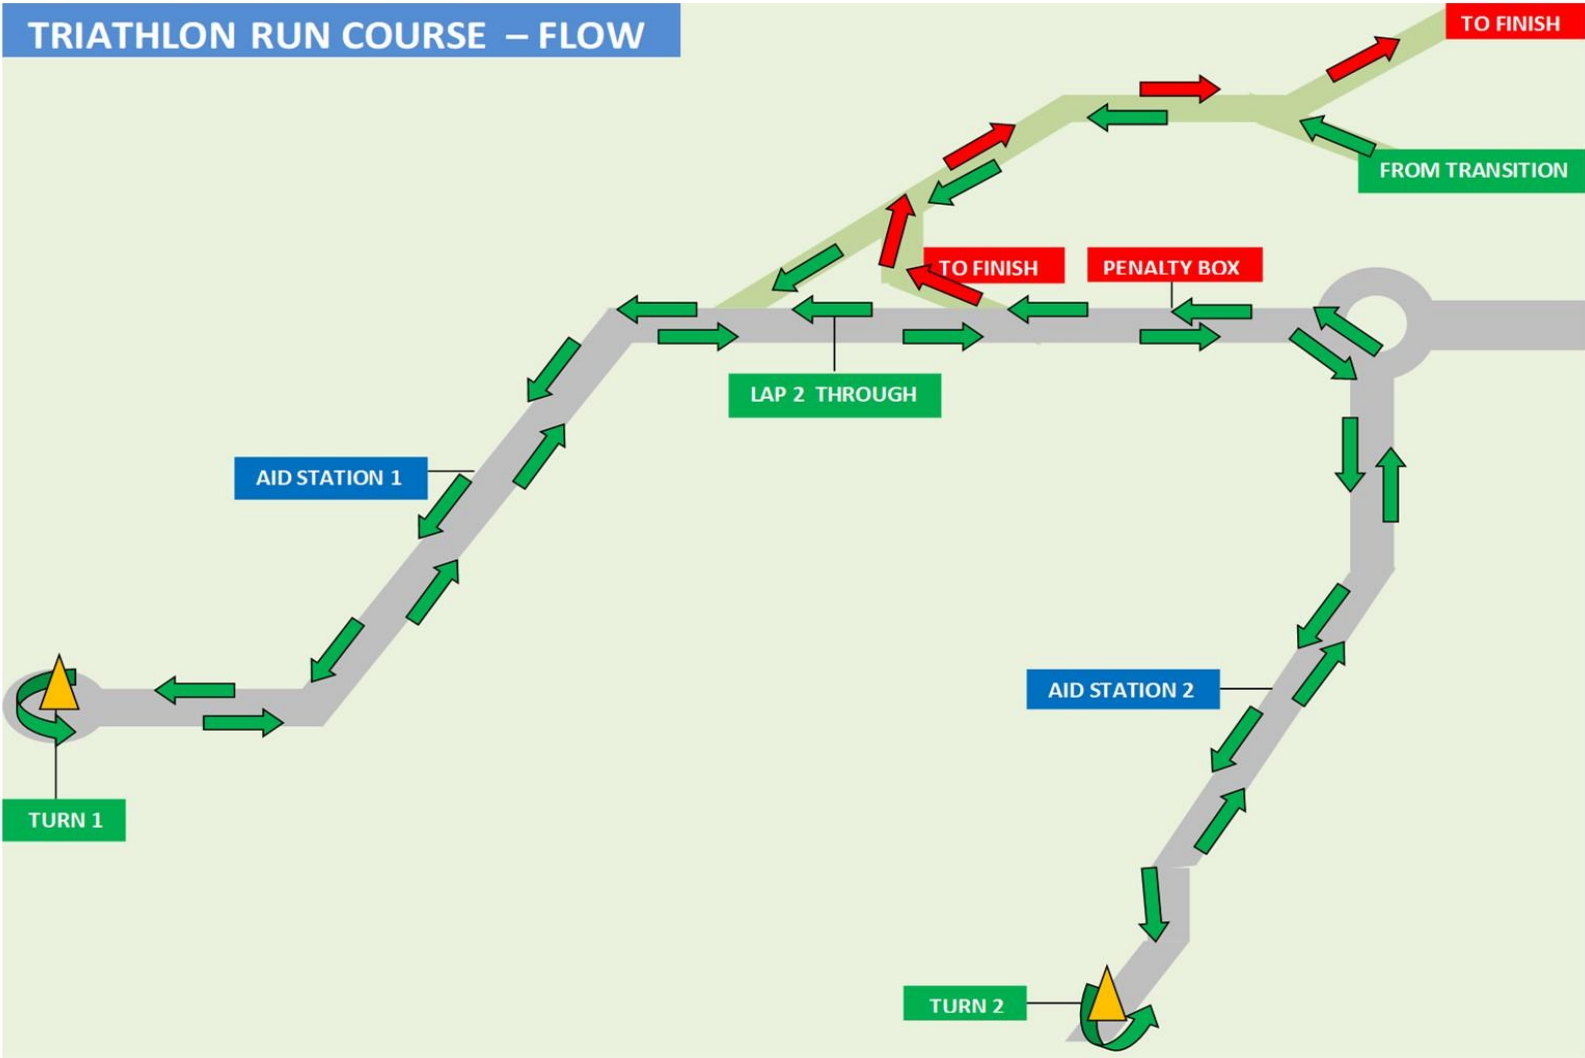 TRIATHLON RUN COURSE – FLOW
TO FINISH
FROM TRANSITION
TO FINISH
PENALTY BOX
LAP 2 THROUGH
AID STATION 1
AID STATION 2
TURN 1
TURN 2